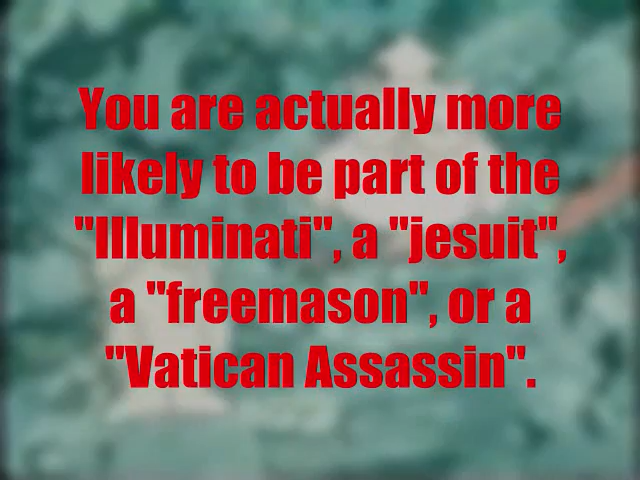 You are actually more
likely to be part of the
"Illuminati", a "jesuit",
a "freemason", or a
"Vatican Assassin".